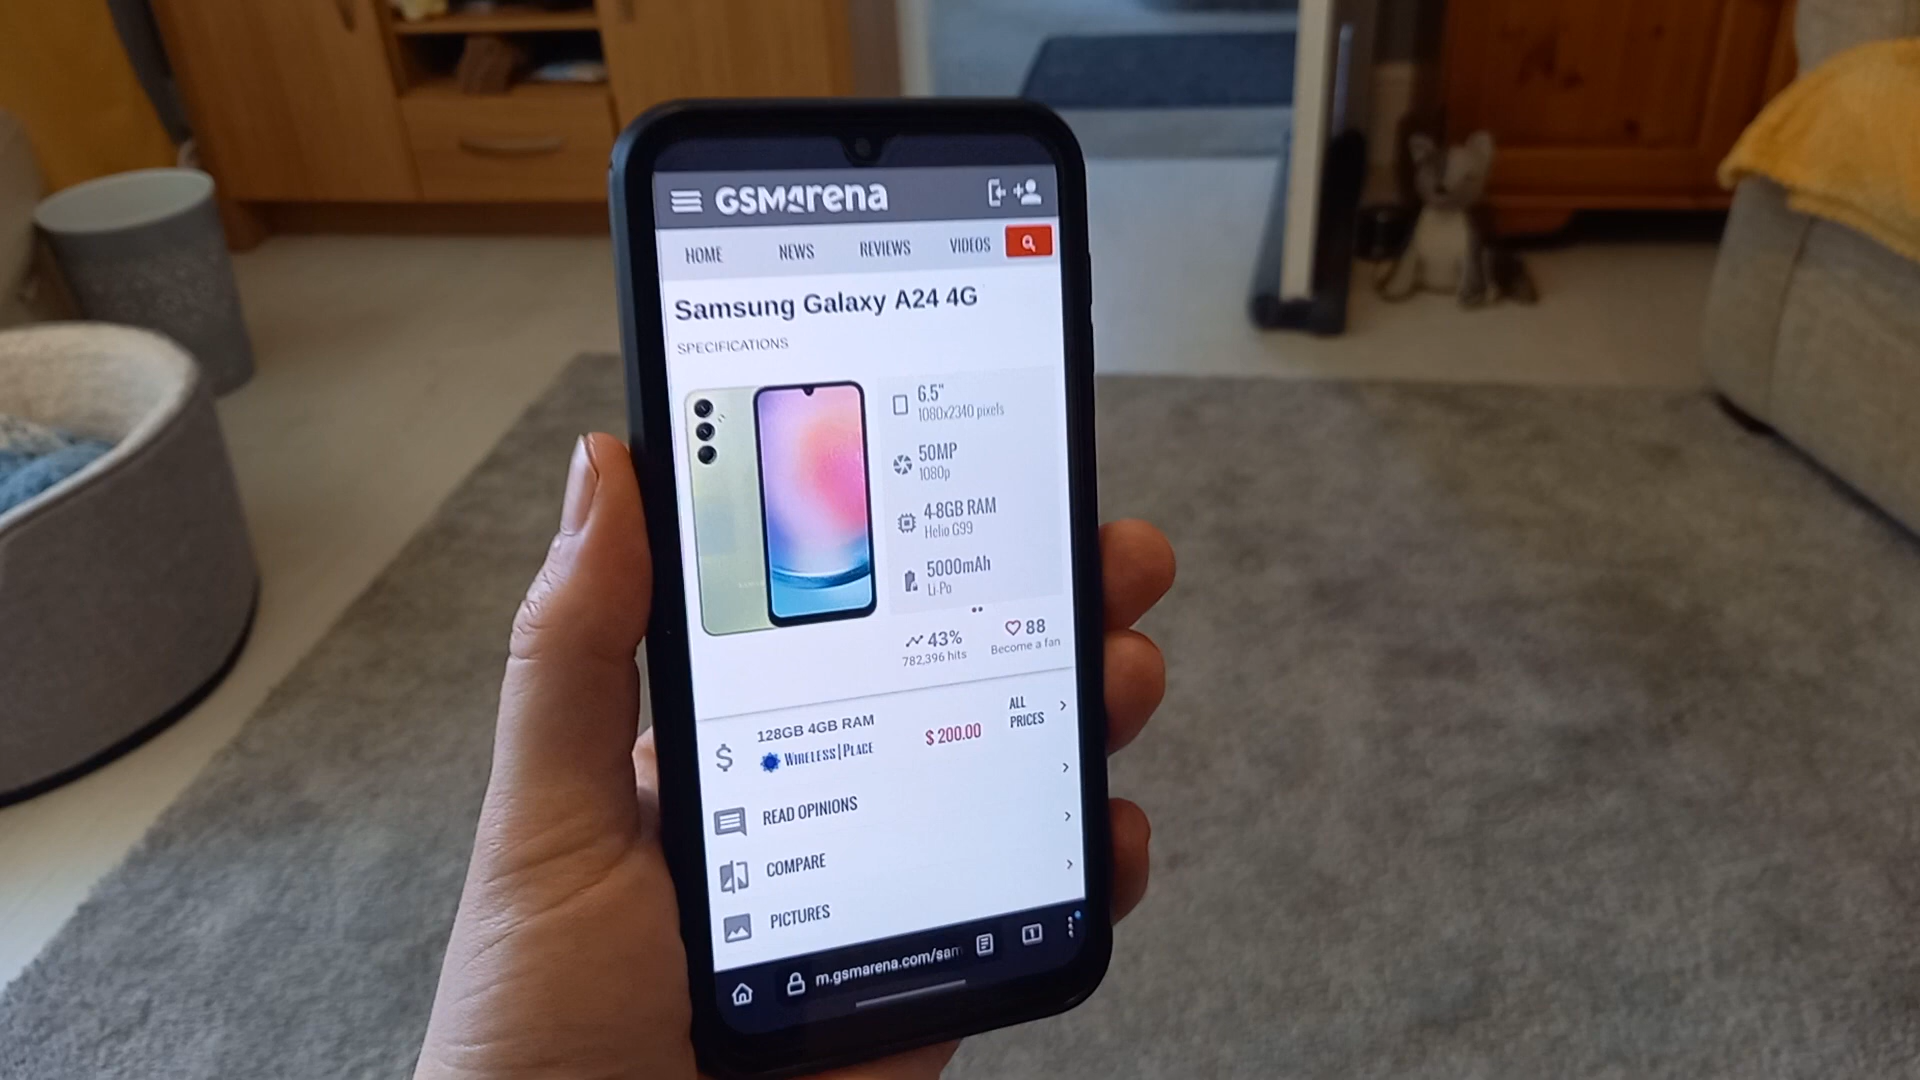 GSMArena
HOME NEWS REVIEWS VIDEOS
Samsung Galaxy A24 4G
SPECIFICATIONS
6.5"
1080x2340 pixels
50MP
1080p
4-8GB RAM
Helio G99
5000mAh
Li-Po
43%
782,396 hits
88
Become a fan
128GB 4GB RAM
WIRELESS|PLACE
$ 200.00
ALL
PRICES
READ OPINIONS
COMPARE
PICTURES
m.gsmarena.com/sam
1